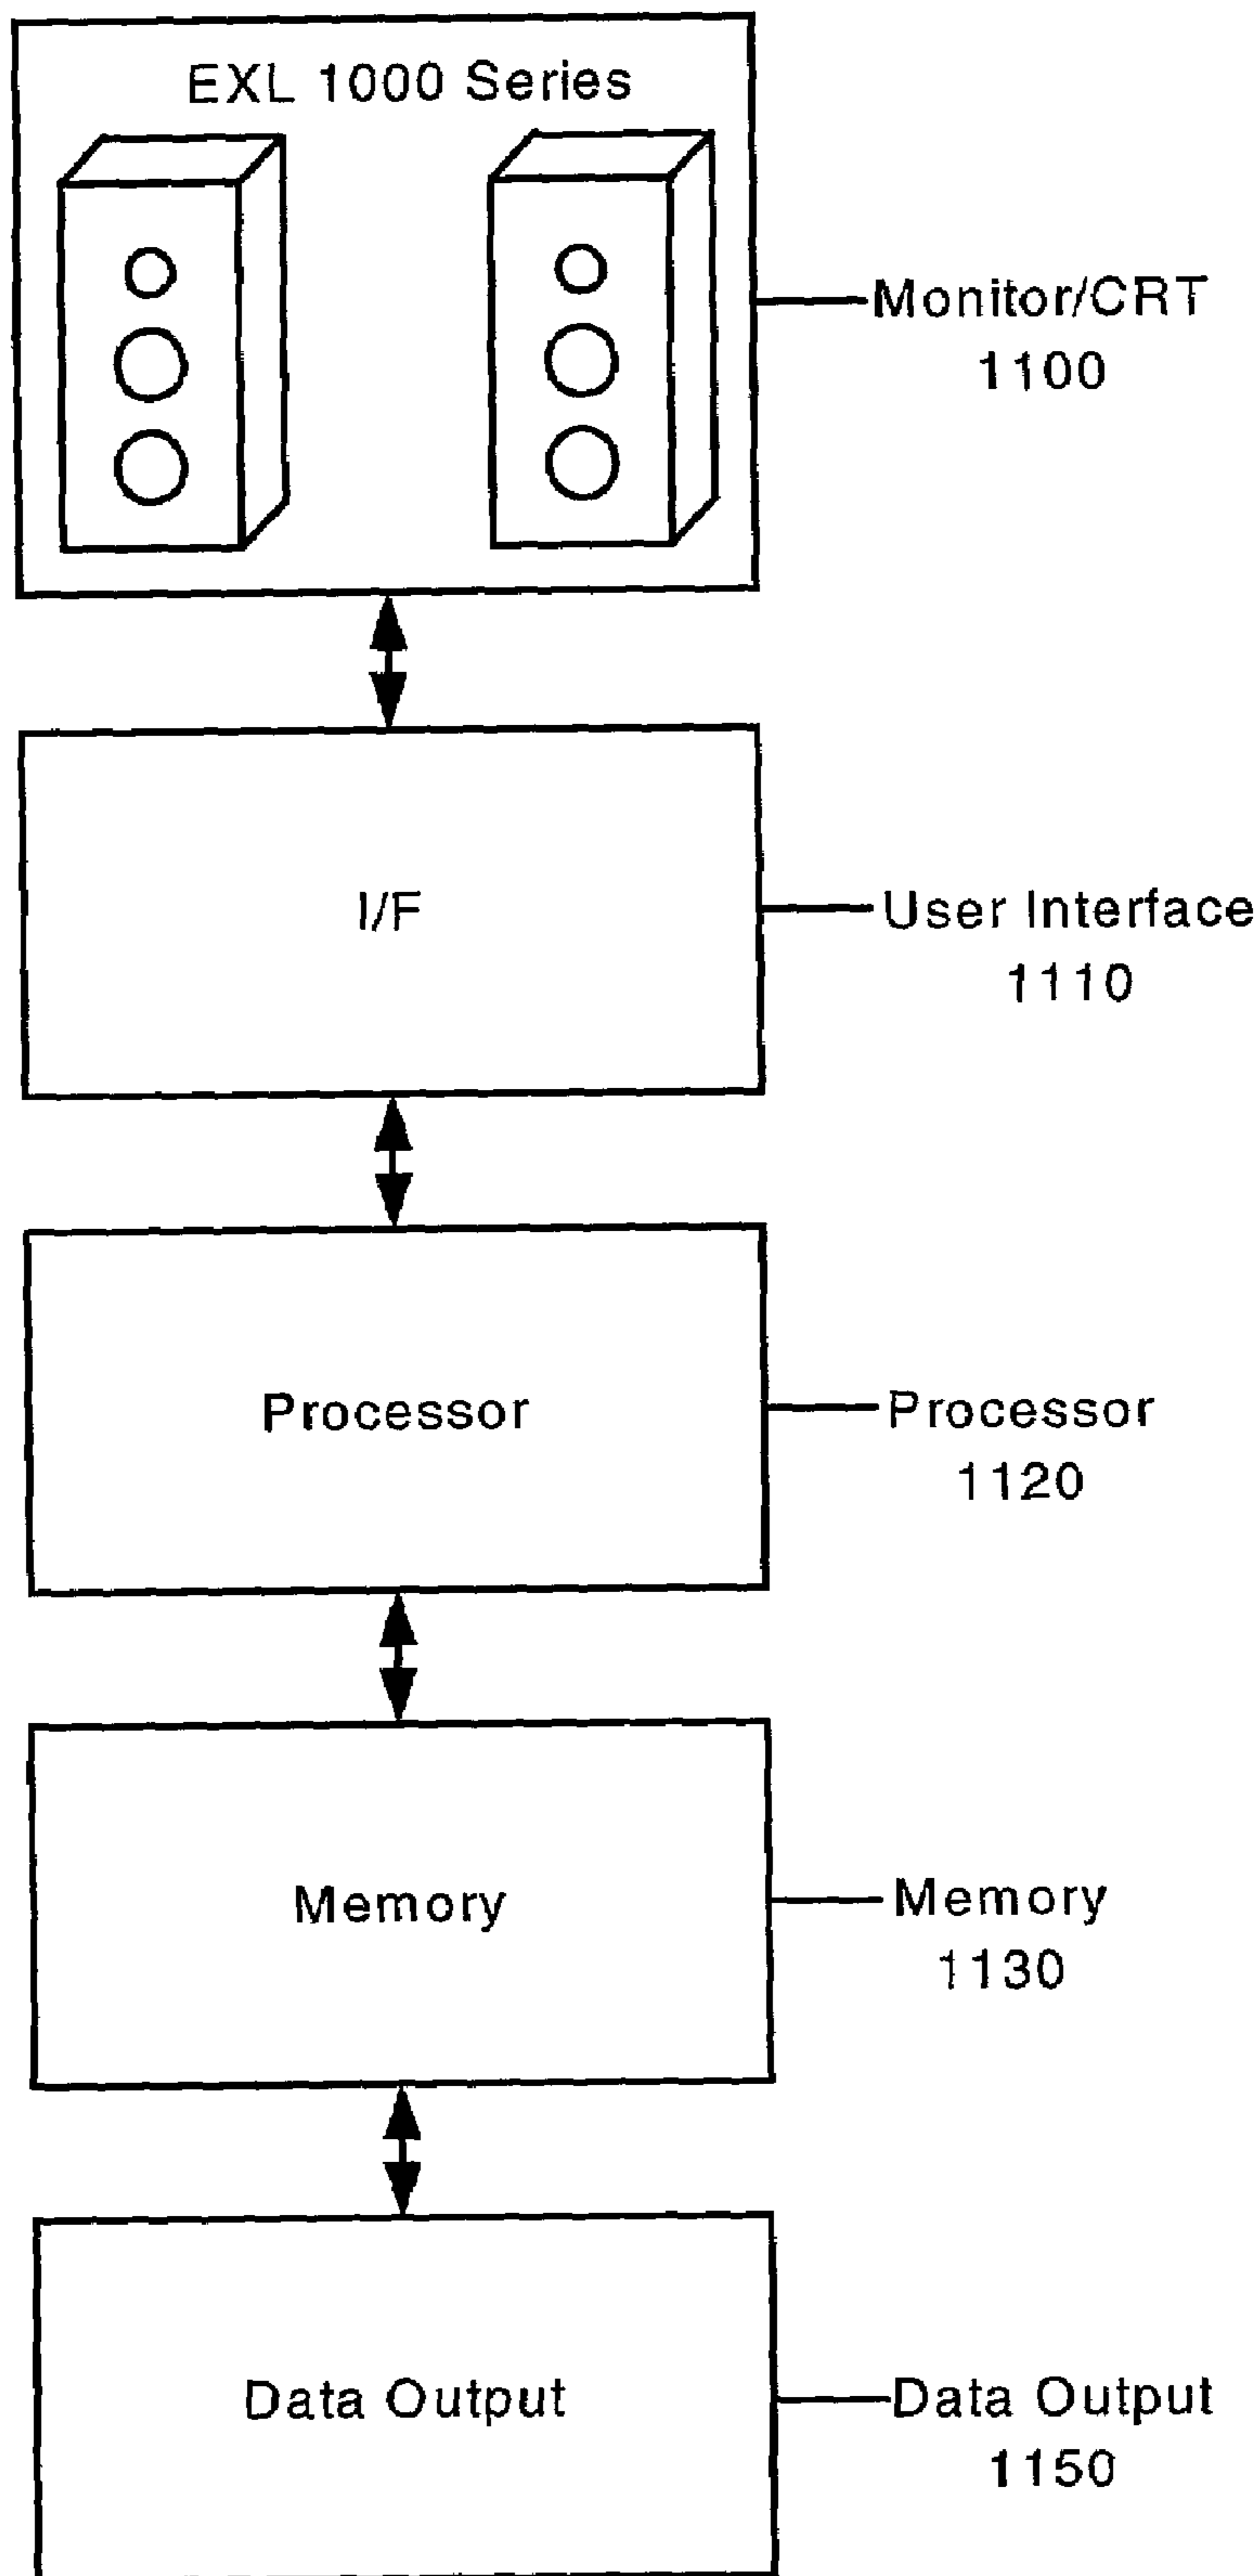 EXL 1000 Series
Monitor/CRT
1100
I/F
User Interface
1110
Processor
Processor
1120
Memory
Memory
1130
Data Output
Data Output
1150